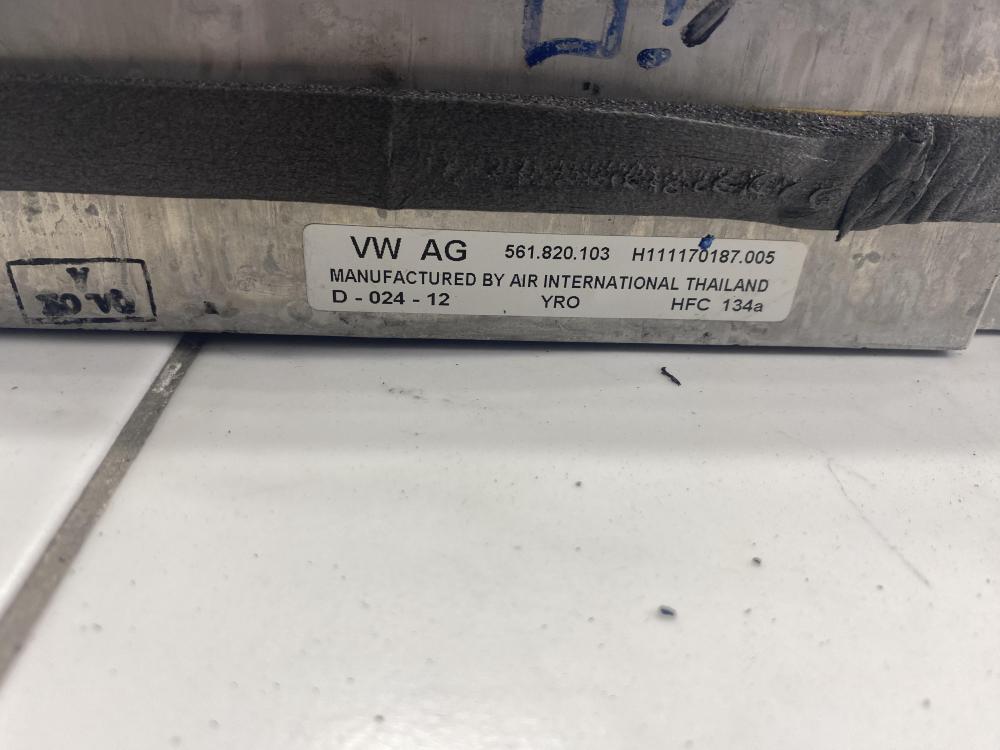 VW AG 561.820.103 H111170187.005
MANUFACTURED BY AIR INTERNATIONAL THAILAND
D - 024 - 12 YRO HFC 134a
A